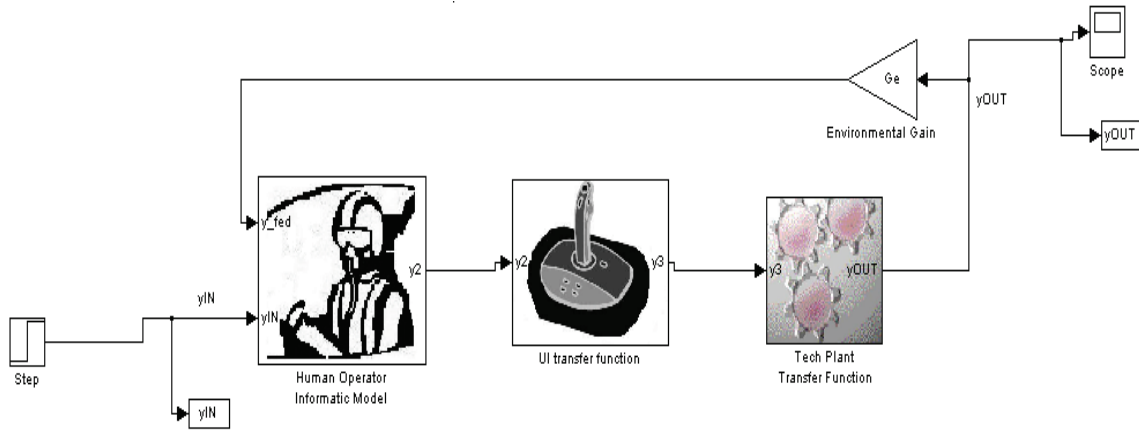 Ge
Environmental Gain
yOUT
Scope
yOUT
y_fed
yIN
y2
Human Operator
Informatic Model
y2
y3
UI transfer function
y3
yOUT
Tech Plant
Transfer Function
yIN
Step
yIN